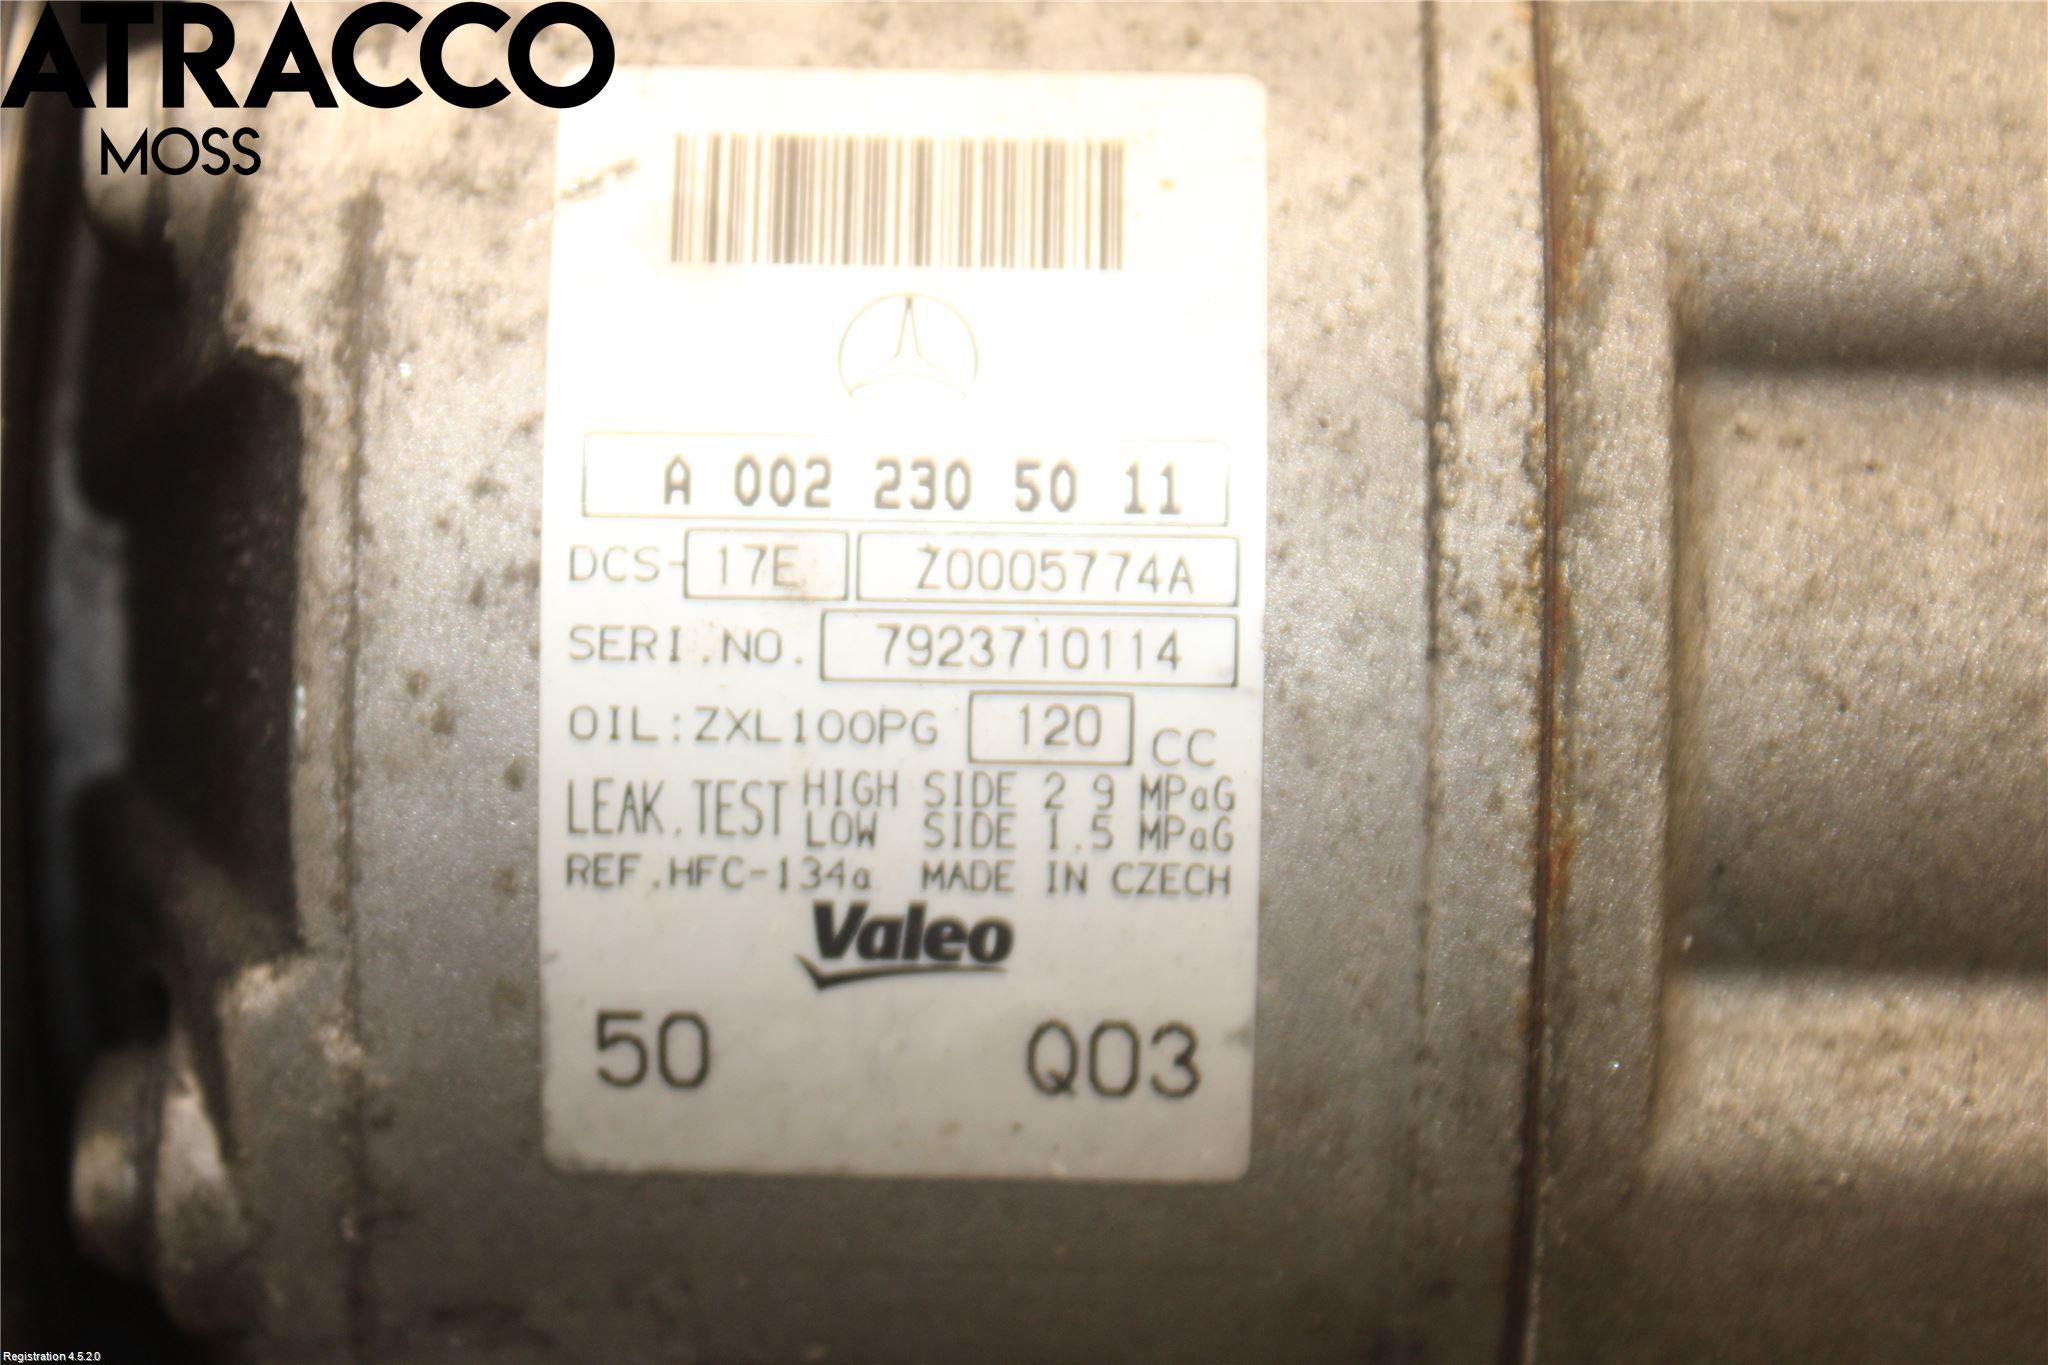 ATRACCO
MOSS
A 002 230 50 11
DCS-17E Z0005774A
SERI.NO. 7923710114
OIL:ZXL100PG 120 CC
LEAK.TEST HIGH SIDE 2 9 MPaG
LOW SIDE 1.5 MPaG
REF.HFC-134a MADE IN CZECH
Valeo
50 Q03
Registration 4.5.2.0